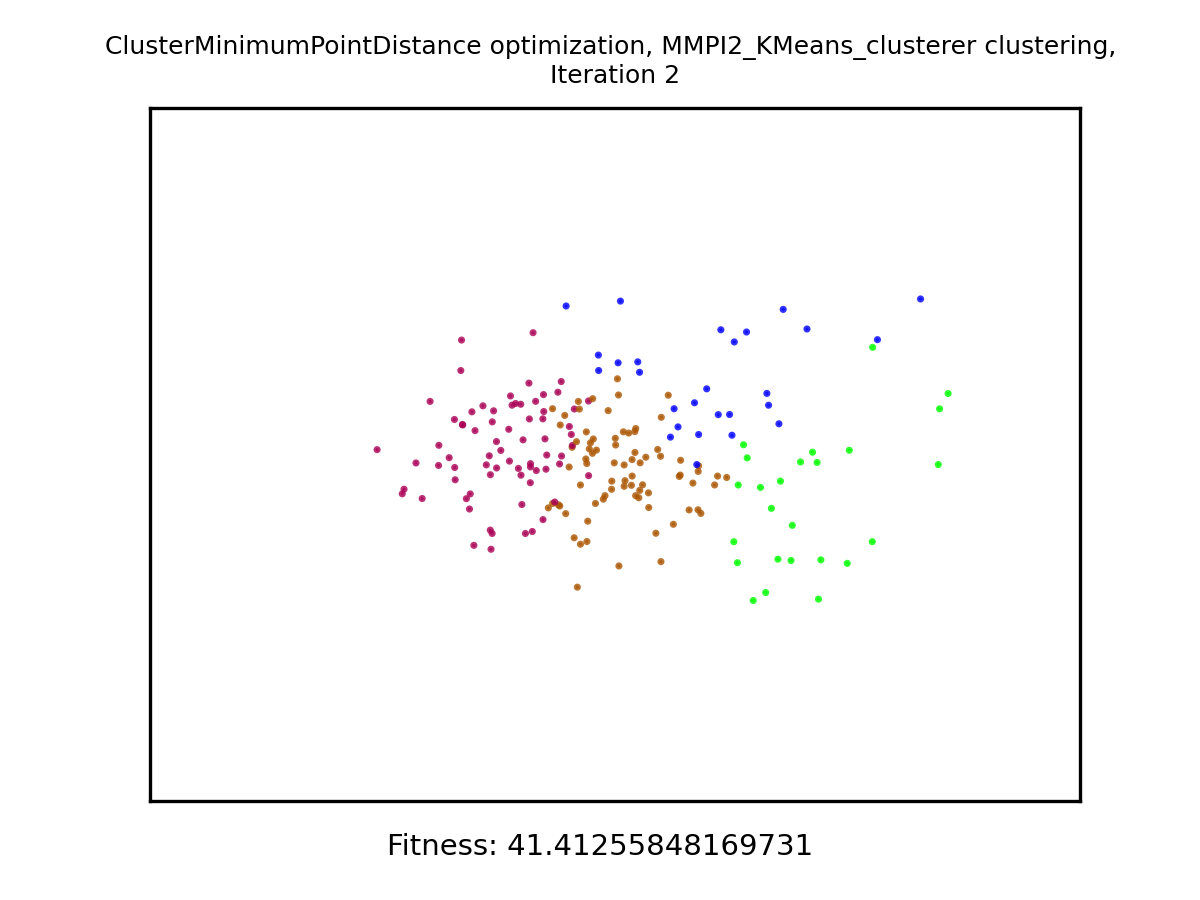 ClusterMinimumPointDistance optimization, MMPI2_KMeans_clusterer clustering,
Iteration 2
Fitness: 41.41255848169731